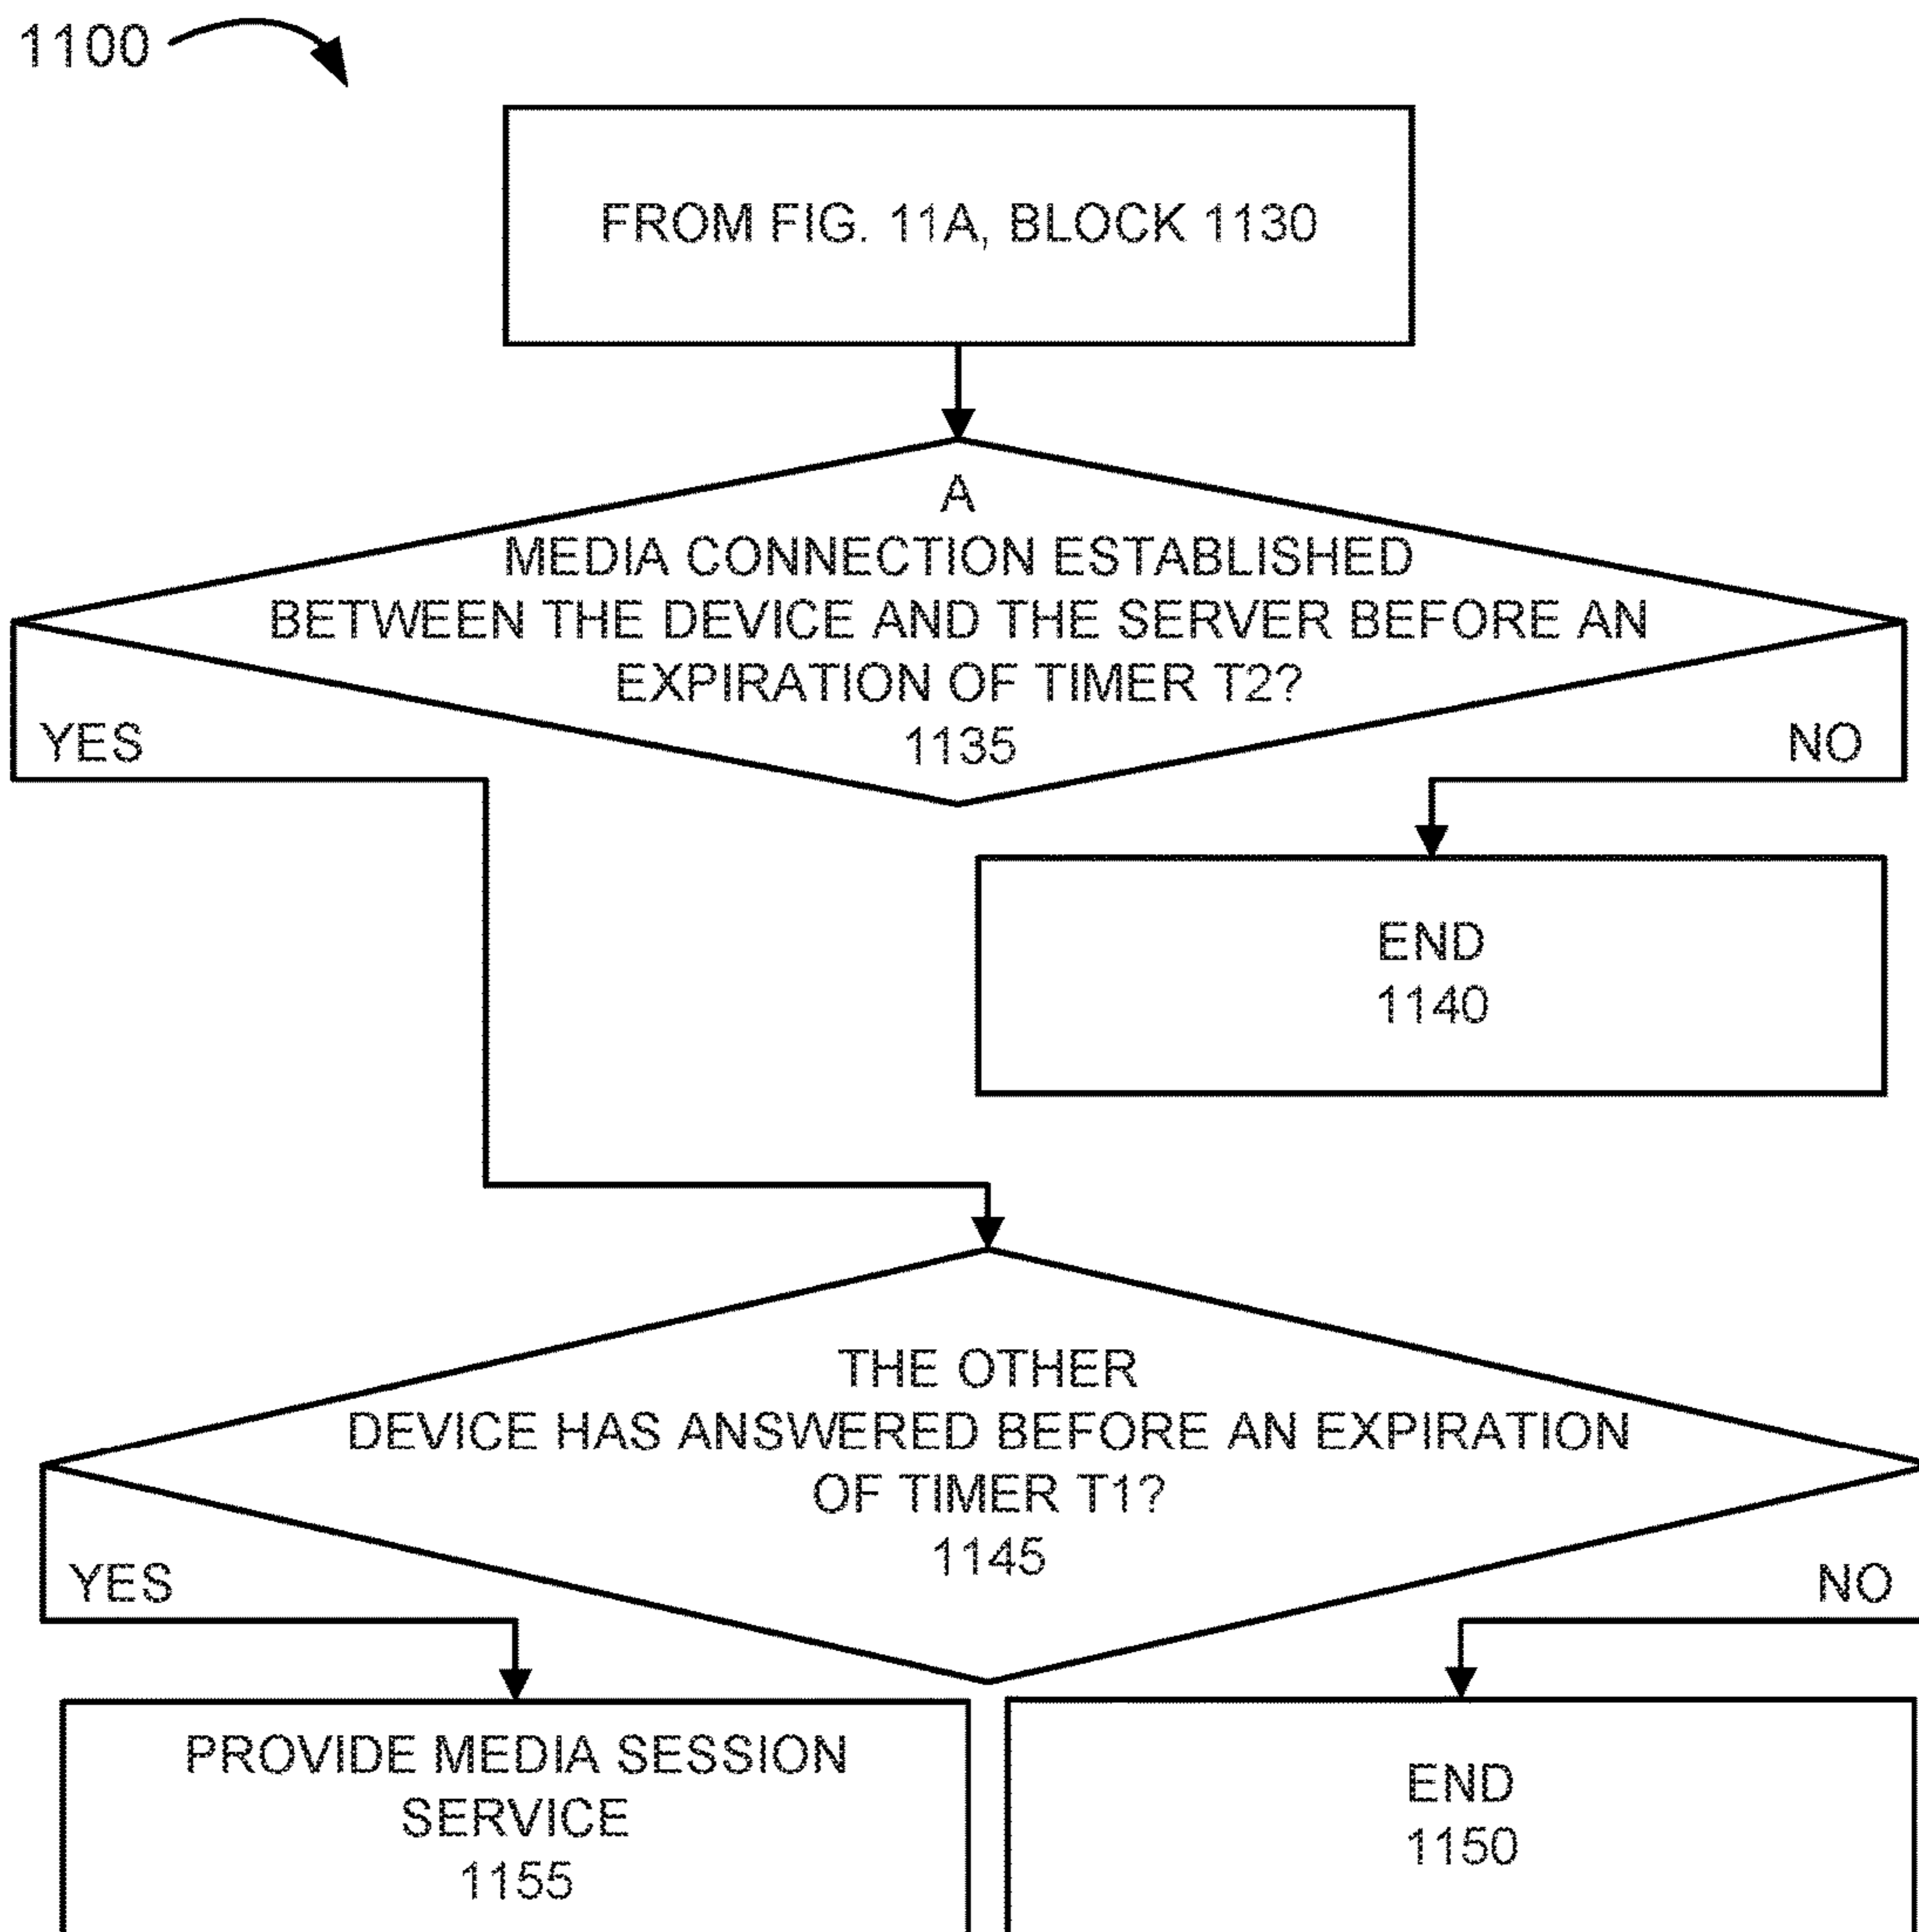 1100
FROM FIG. 11A, BLOCK 1130
A
MEDIA CONNECTION ESTABLISHED
BETWEEN THE DEVICE AND THE SERVER BEFORE AN
EXPIRATION OF TIMER T2?
1135
YES
NO
END
1140
THE OTHER
DEVICE HAS ANSWERED BEFORE AN EXPIRATION
OF TIMER T1?
1145
YES
NO
PROVIDE MEDIA SESSION
SERVICE
1155
END
1150